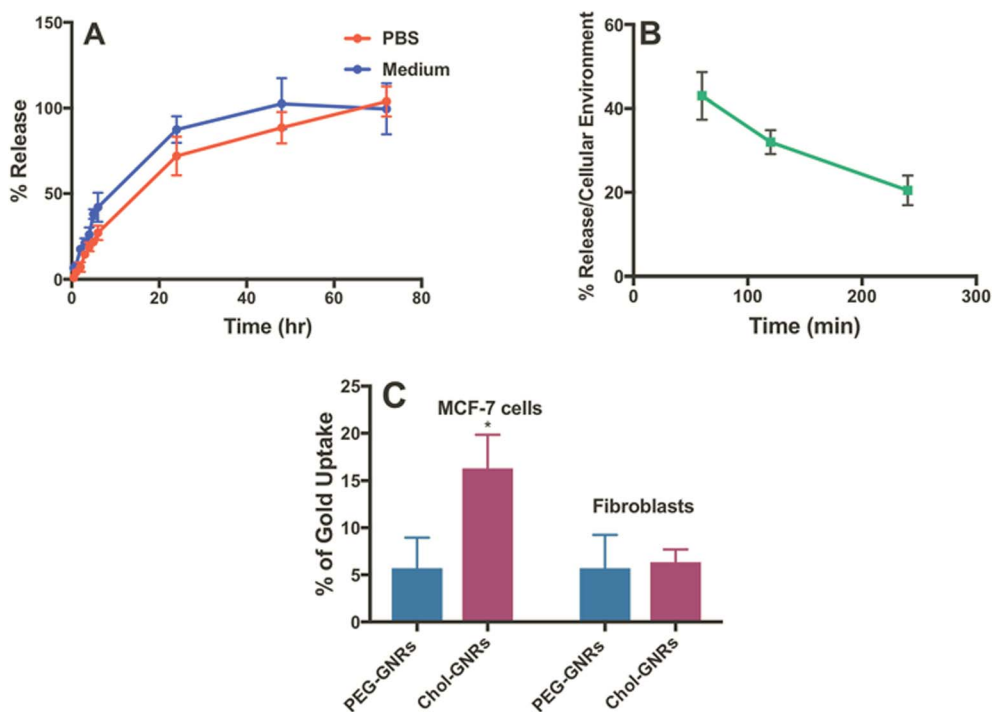 A
PBS
Medium
150
100
50
0
% Release
0 20 40 60 80
Time (hr)
B
60
40
20
0
% Release/Cellular Environment
0 100 200 300
Time (min)
C
25
20
15
10
5
0
% of Gold Uptake
MCF-7 cells
*
Fibroblasts
PEG-GNRs
Chol-GNRs
PEG-GNRs
Chol-GNRs